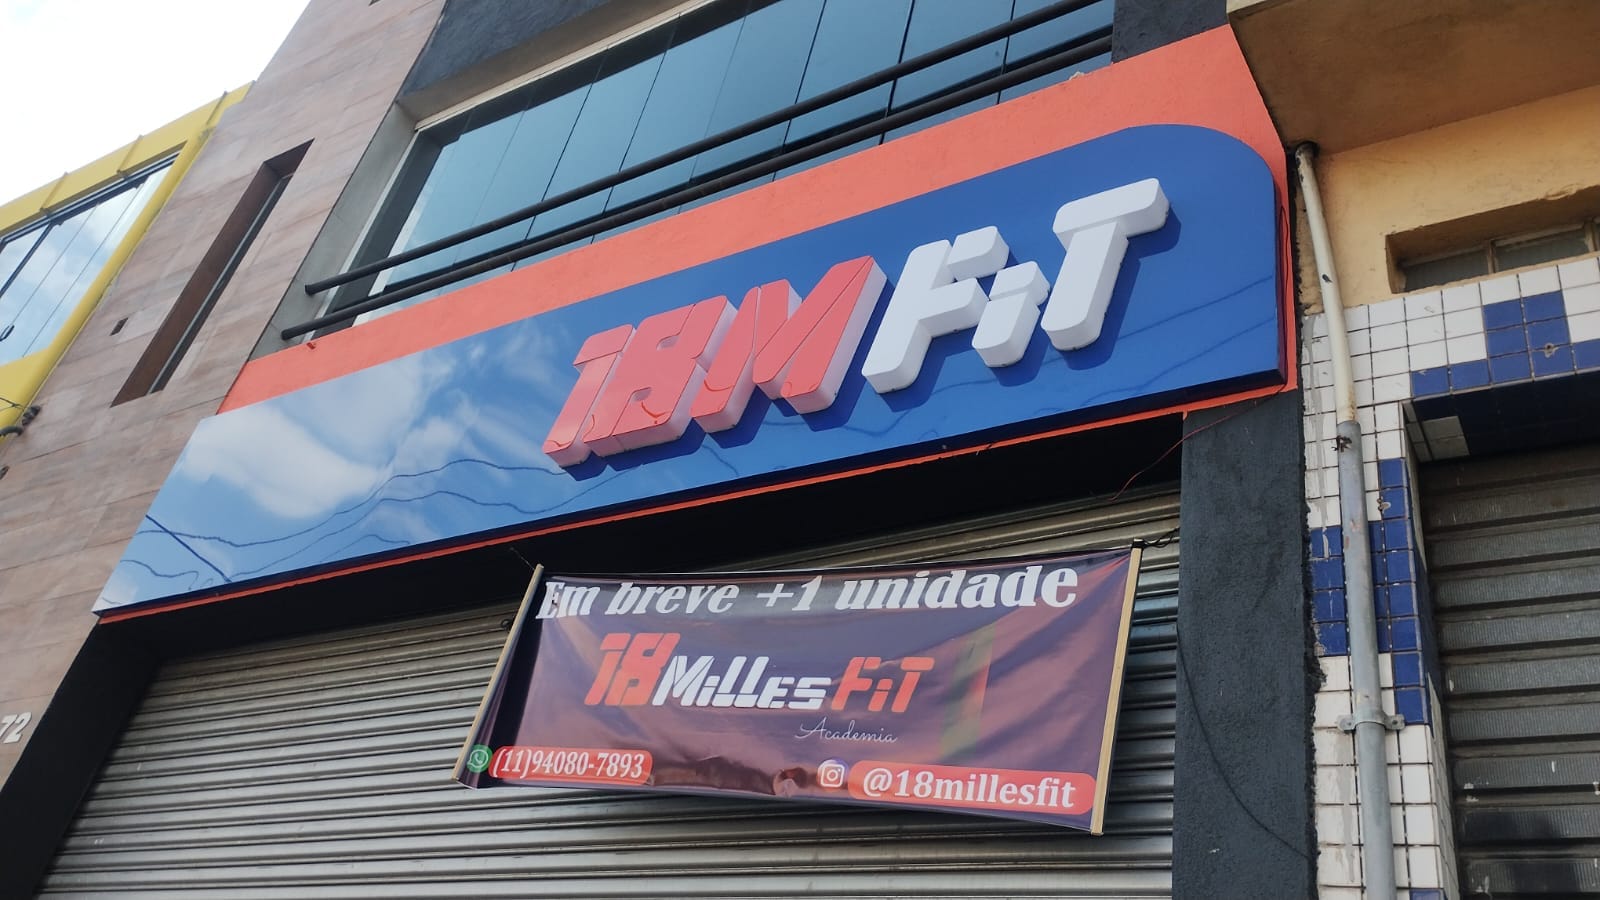 18MFiT
Em breve +1 unidade
18MillesFiT
Academia
(11)94080-7893
@18millesfit
72